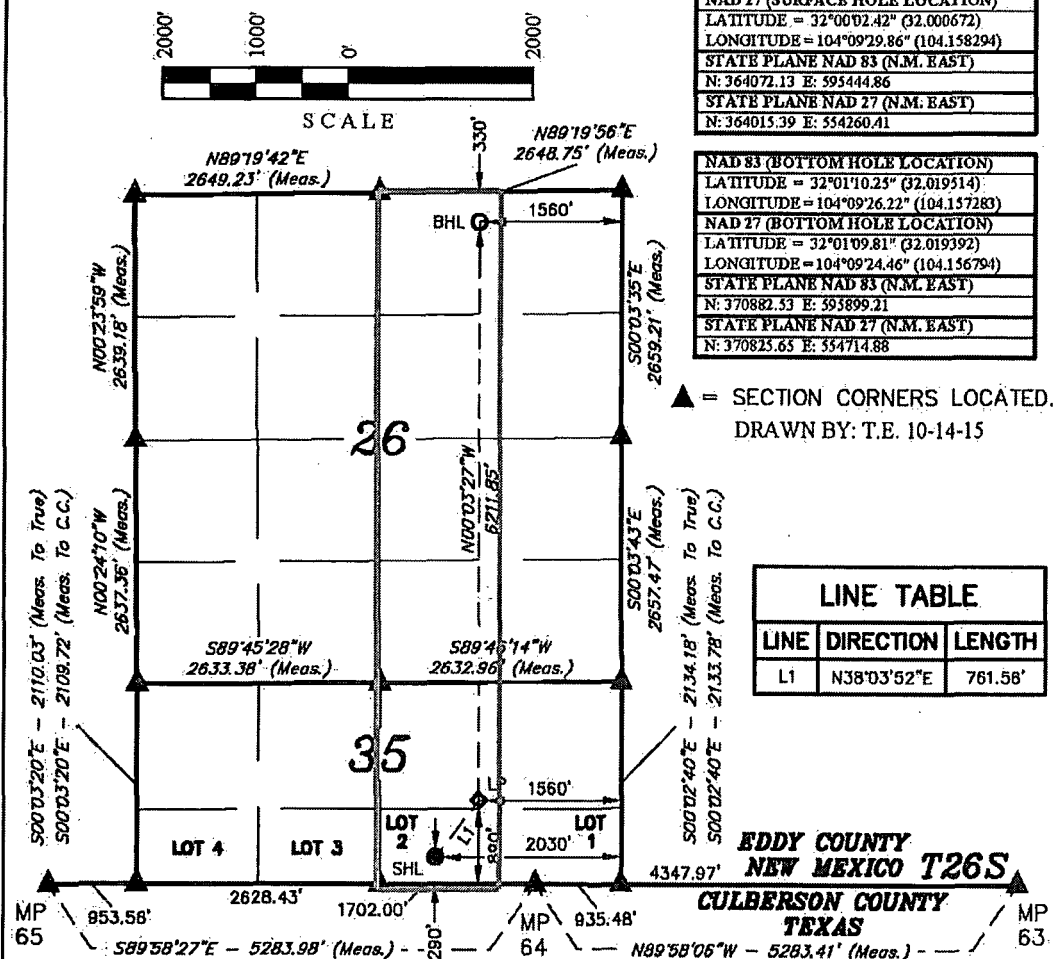 2000'
1000'
0'
2000'
SCALE
NAD 27 (SURFACE HOLE LOCATION)
LATITUDE = 32°00'02.42" (32.000672)
LONGITUDE = 104°09'29.86" (104.158294)
STATE PLANE NAD 83 (N.M. EAST)
N: 364072.13 E: 595444.86
STATE PLANE NAD 27 (N.M. EAST)
N: 364015.39 E: 554260.41
NAD 83 (BOTTOM HOLE LOCATION)
LATITUDE = 32°01'10.25" (32.019514)
LONGITUDE = 104°09'26.22" (104.157283)
NAD 27 (BOTTOM HOLE LOCATION)
LATITUDE = 32°01'09.81" (32.019392)
LONGITUDE = 104°09'24.46" (104.156794)
STATE PLANE NAD 83 (N.M. EAST)
N: 370882.53 E: 595899.21
STATE PLANE NAD 27 (N.M. EAST)
N: 370825.65 E: 554714.88
▲ = SECTION CORNERS LOCATED.
DRAWN BY: T.E. 10-14-15
N89°19'42"E
2649.23' (Meas.)
330'
N89°19'56"E
2648.75' (Meas.)
BHL
1560'
N00°23'59"W
2639.18' (Meas.)
S00°03'35"E
2659.21' (Meas.)
26
N00°03'27"W
6211.85'
N00°24'10"W
2637.36' (Meas.)
S00°03'43"E
2657.47' (Meas.)
S89°45'28"W
2633.38' (Meas.)
S89°46'14"W
2632.96' (Meas.)
S00°03'20"E - 2110.03' (Meas. To True)
S00°03'20"E - 2109.72' (Meas. To C.C.)
S00°02'40"E - 2134.18' (Meas. To True)
S00°02'40"E - 2133.78' (Meas. To C.C.)
LINE TABLE
LINE DIRECTION LENGTH
L1 N38°03'52"E 761.56'
35
1560'
LOT 4
LOT 3
LOT 2
L1
890'
LOT 1
2030'
SHL
EDDY COUNTY
NEW MEXICO T26S
4347.97'
CULBERSON COUNTY
TEXAS
MP 65
953.58'
2628.43'
1702.00'
290'
MP 64
935.48'
MP 63
S89°58'27"E - 5283.98' (Meas.)
N89°58'06"W - 5283.41' (Meas.)